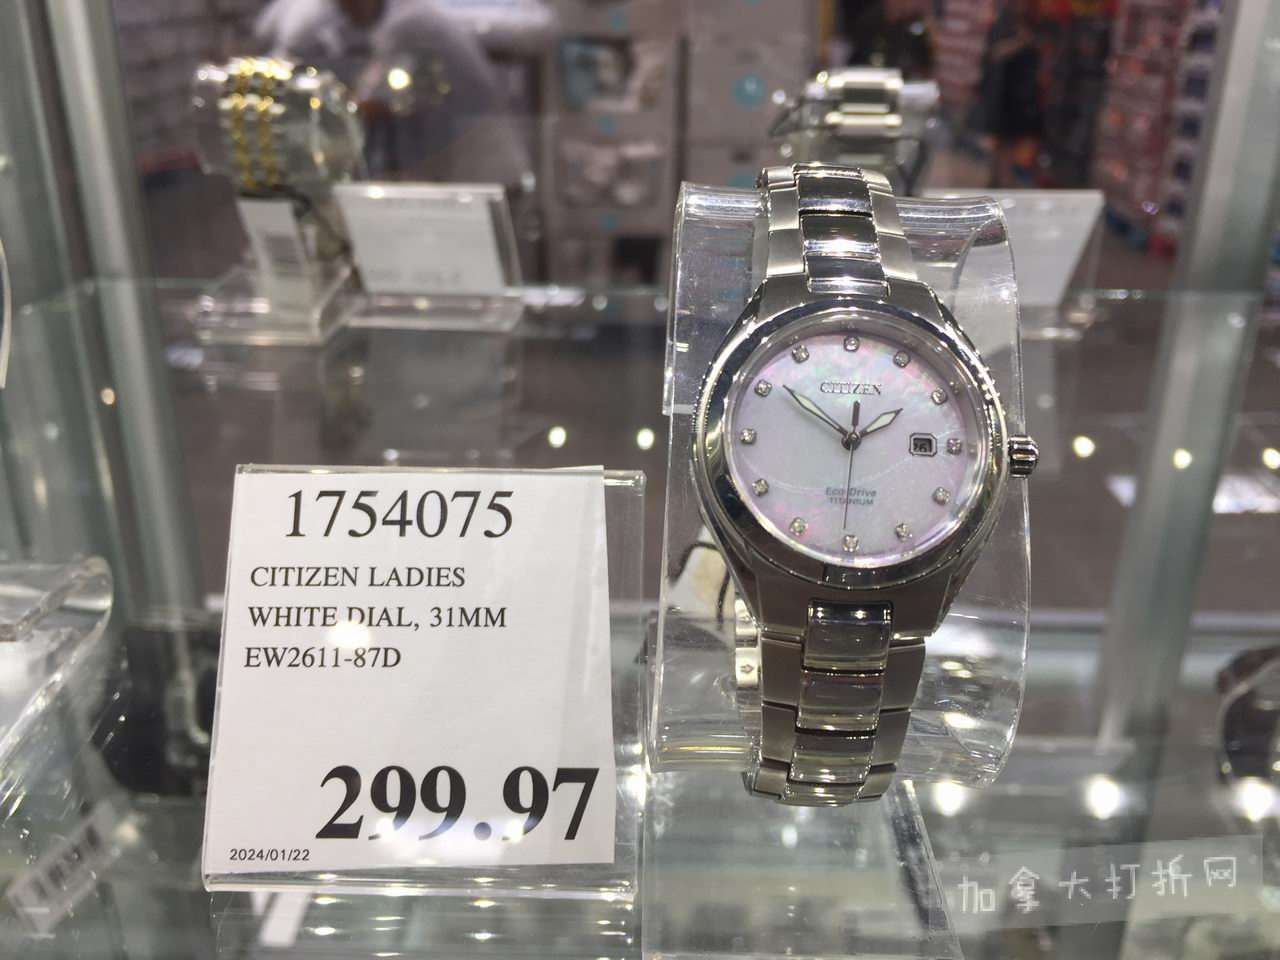 1754075
CITIZEN LADIES
WHITE DIAL, 31MM
EW2611-87D
299.97
2024/01/22
CITIZEN
Eco-Drive
TITANIUM
加拿大打折网